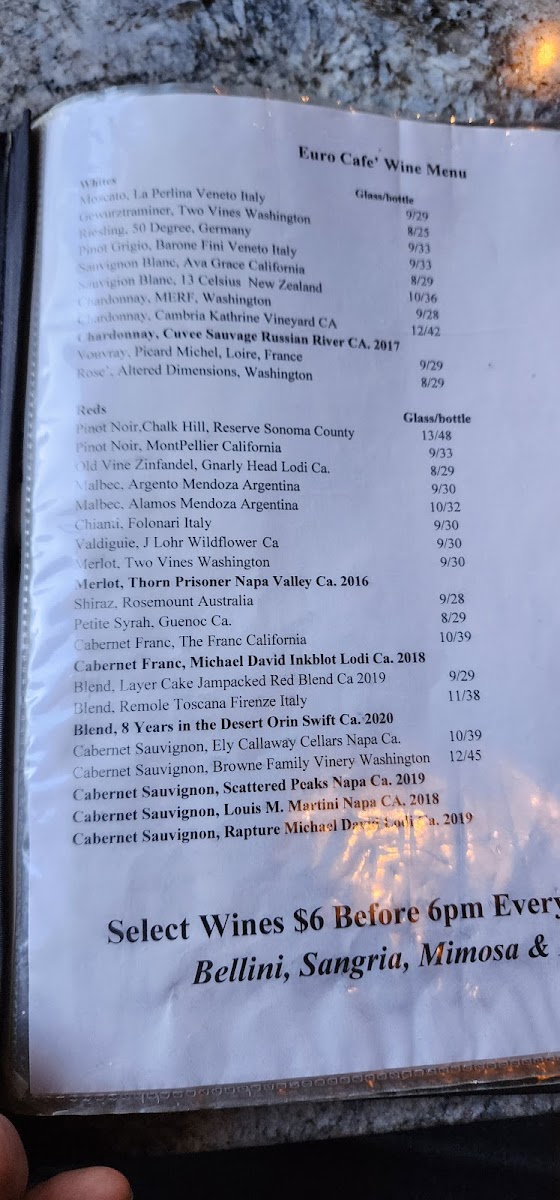 Euro Cafe' Wine Menu
Whites Glass/bottle
Moscato, La Perlina Veneto Italy 9/29
Gewurztraminer, Two Vines Washington 8/25
Riesling, 50 Degree, Germany 9/33
Pinot Grigio, Barone Fini Veneto Italy 9/33
Sauvignon Blanc, Ava Grace California 8/29
Sauvigion Blanc, 13 Celsius New Zealand 10/36
Chardonnay, MERF, Washington 9/28
Chardonnay, Cambria Kathrine Vineyard CA 12/42
Chardonnay, Cuvee Sauvage Russian River CA. 2017
Vouvray, Picard Michel, Loire, France 9/29
Rose', Altered Dimensions, Washington 8/29
Reds Glass/bottle
Pinot Noir,Chalk Hill, Reserve Sonoma County 13/48
Pinot Noir, MontPellier California 9/33
Old Vine Zinfandel, Gnarly Head Lodi Ca. 8/29
Malbec, Argento Mendoza Argentina 9/30
Malbec, Alamos Mendoza Argentina 10/32
Chianti, Folonari Italy 9/30
Valdiguie, J Lohr Wildflower Ca 9/30
Merlot, Two Vines Washington 9/30
Merlot, Thorn Prisoner Napa Valley Ca. 2016
Shiraz, Rosemount Australia 9/28
Petite Syrah, Guenoc Ca. 8/29
Cabernet Franc, The Franc California 10/39
Cabernet Franc, Michael David Inkblot Lodi Ca. 2018
Blend, Layer Cake Jampacked Red Blend Ca 2019 9/29
Blend, Remole Toscana Firenze Italy 11/38
Blend, 8 Years in the Desert Orin Swift Ca. 2020
Cabernet Sauvignon, Ely Callaway Cellars Napa Ca. 10/39
Cabernet Sauvignon, Browne Family Vinery Washington 12/45
Cabernet Sauvignon, Scattered Peaks Napa Ca. 2019
Cabernet Sauvignon, Louis M. Martini Napa CA. 2018
Cabernet Sauvignon, Rapture Michael David Lodi Ca. 2019
Select Wines $6 Before 6pm Every
Bellini, Sangria, Mimosa &